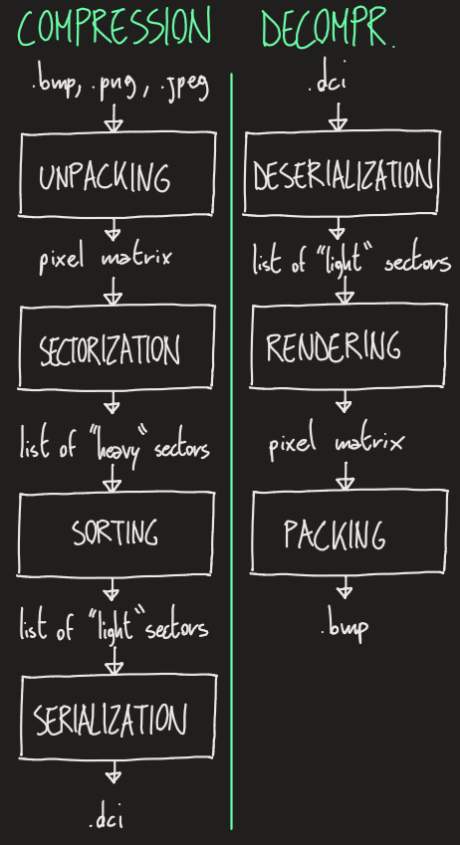 COMPRESSION
.bmp, .png, .jpeg
UNPACKING
pixel matrix
SECTORIZATION
list of "heavy" sectors
SORTING
list of "light" sectors
SERIALIZATION
.dci
DECOMPR.
.dci
DESERIALIZATION
list of "light" sectors
RENDERING
pixel matrix
PACKING
.bmp